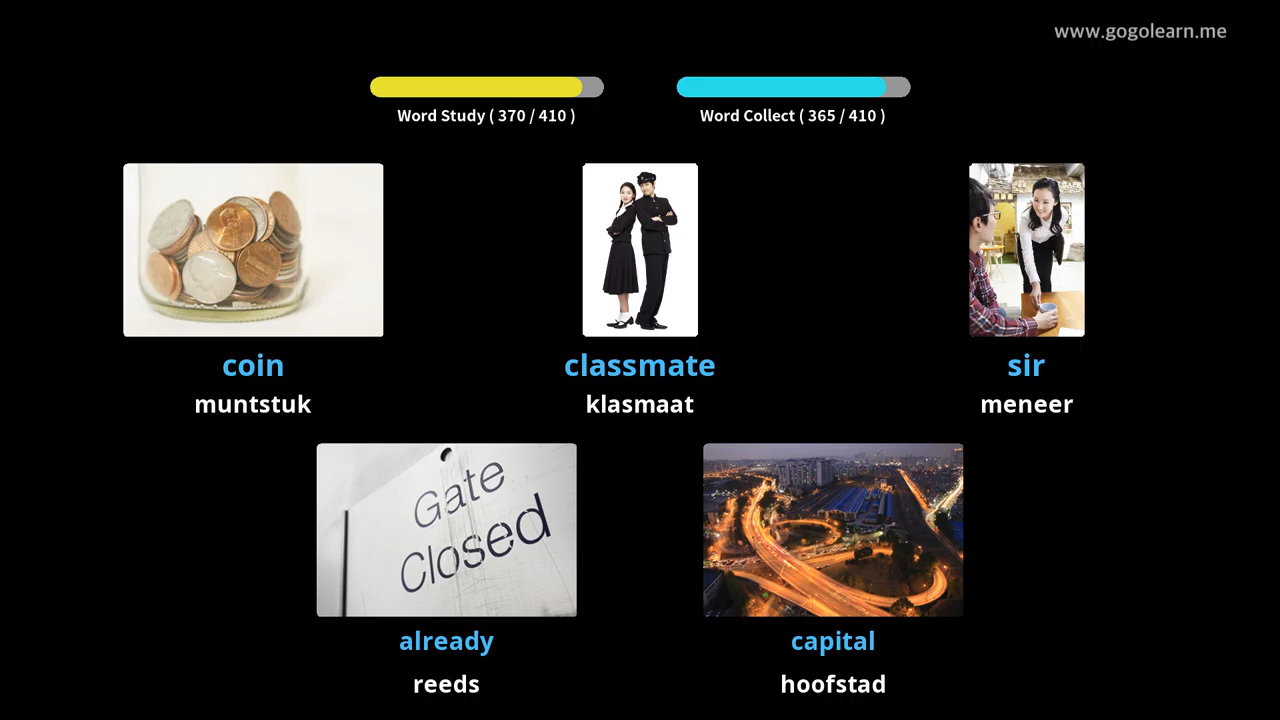 www.gogolearn.me
Word Study ( 370 / 410 )
Word Collect ( 365 / 410 )
coin
classmate
sir
muntstuk
klasmaat
meneer
Gate
Closed
already
capital
reeds
hoofstad